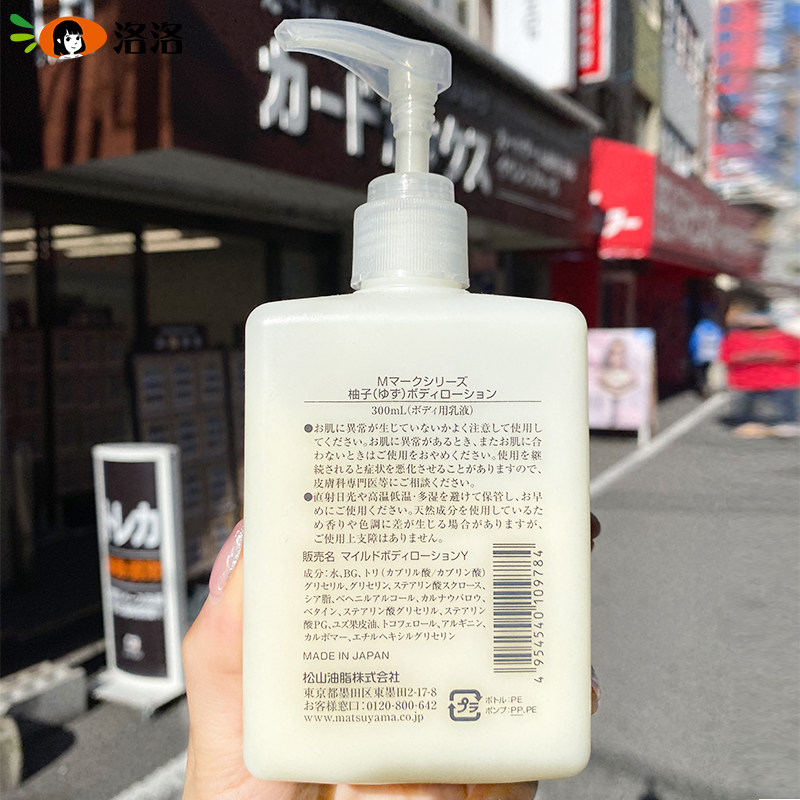 洛洛
カードボックス
トレカ
Mマークシリーズ
柚子(ゆず)ボディローション
300mL(ボディ用乳液)
●お肌に異常が生じていないかよく注意して使用し
てください。お肌に異常があるとき、またお肌に合
わないときはご使用をおやめください。使用を継
続されると症状を悪化させることがありますので、
皮膚科専門医等にご相談ください。
●直射日光や高温低温・多湿を避けて保管し、お早
めにご使用ください。天然成分を使用しているた
め香りや色調に差が生じる場合がありますが、
ご使用上支障はありません。
販売名 マイルドボディローションY
成分:水、BG、トリ(カプリル酸/カプリン酸)
グリセリル、グリセリン、ステアリン酸スクロース、
シア脂、ベヘニルアルコール、カルナウバロウ、
ベタイン、ステアリン酸グリセリル、ステアリン
酸PG、ユズ果皮油、トコフェロール、アルギニン、
カルボマー、エチルヘキシルグリセリン
MADE IN JAPAN
松山油脂株式会社
東京都墨田区東墨田2-17-8
お客様窓口:0120-800-642
www.matsuyama.co.jp
4 954540 109784
プラ
ボトル:PE
ポンプ:PP,PE